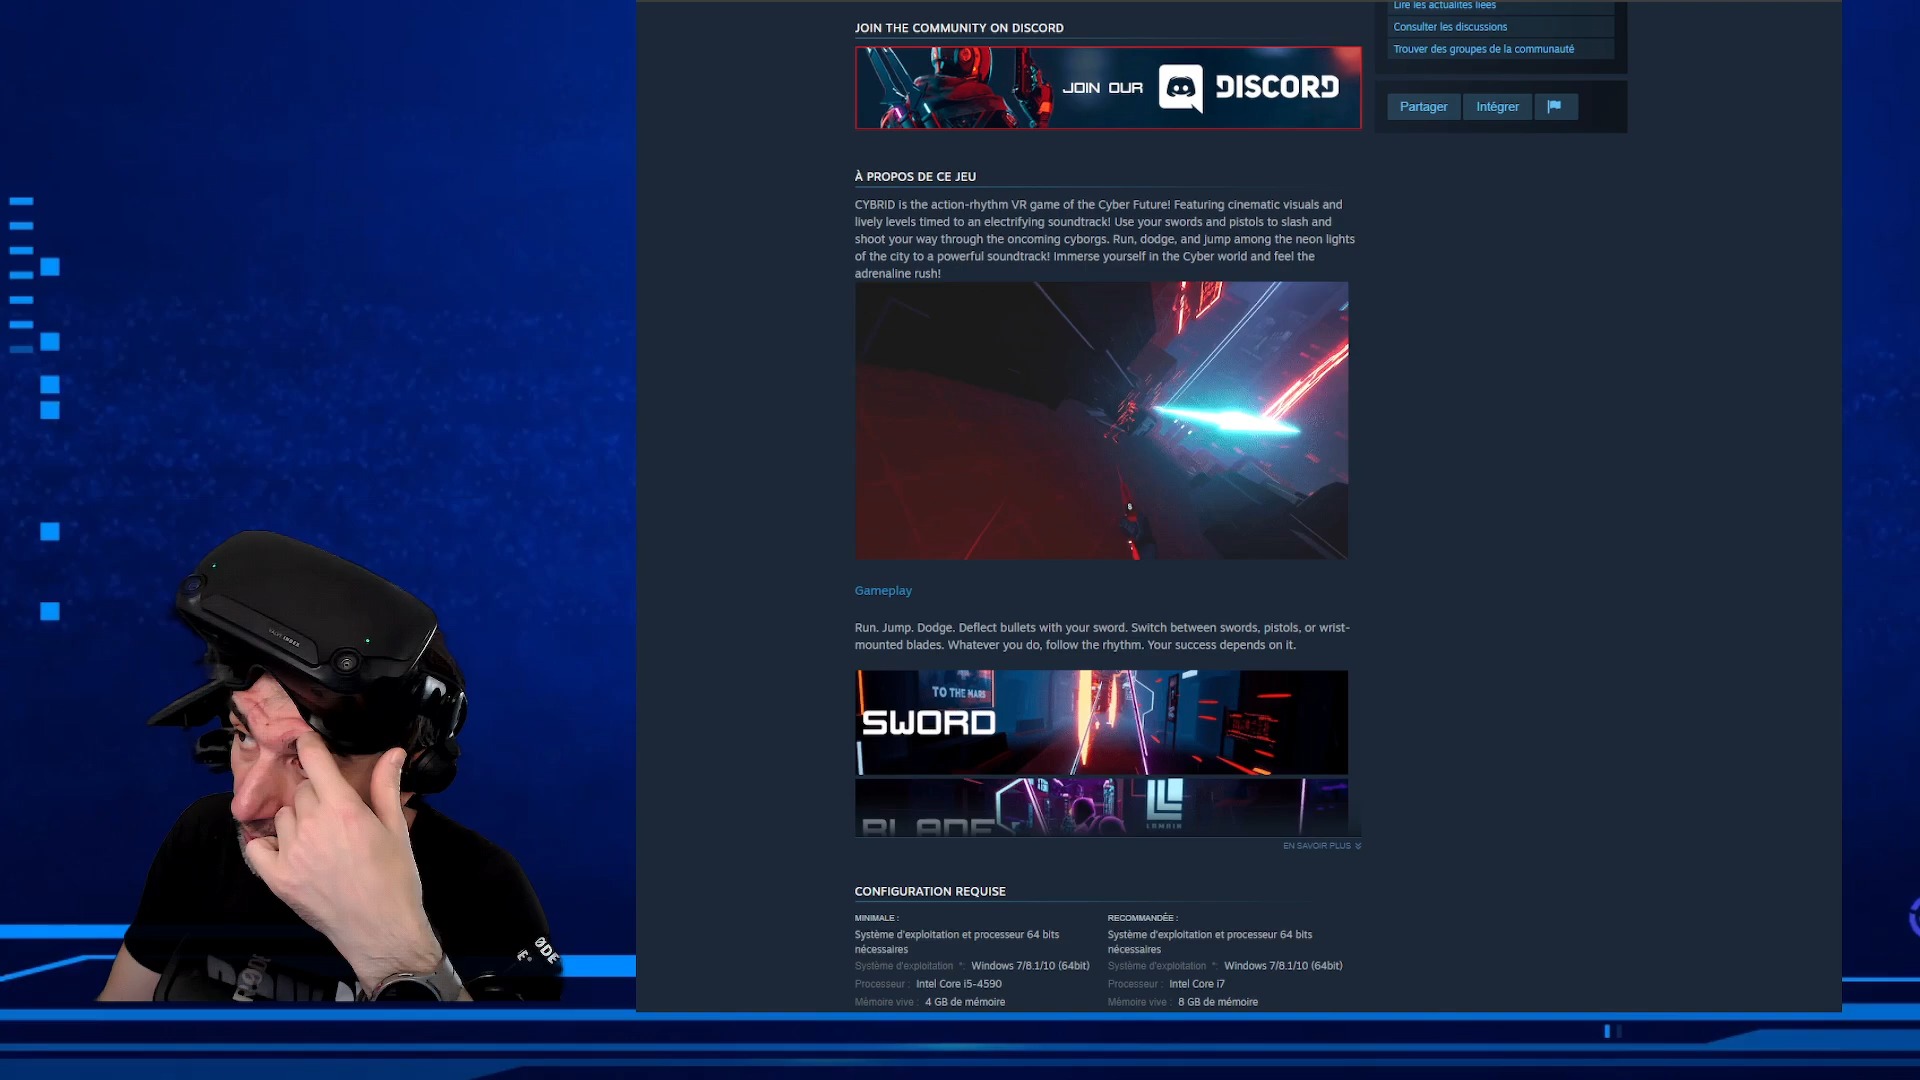 JOIN THE COMMUNITY ON DISCORD
JOIN OUR DISCORD
Lire les actualités liées
Consulter les discussions
Trouver des groupes de la communauté
Partager
Intégrer
À PROPOS DE CE JEU
CYBRID is the action-rhythm VR game of the Cyber Future! Featuring cinematic visuals and
lively levels timed to an electrifying soundtrack! Use your swords and pistols to slash and
shoot your way through the oncoming cyborgs. Run, dodge, and jump among the neon lights
of the city to a powerful soundtrack! Immerse yourself in the Cyber world and feel the
adrenaline rush!
Gameplay
Run. Jump. Dodge. Deflect bullets with your sword. Switch between swords, pistols, or wrist-
mounted blades. Whatever you do, follow the rhythm. Your success depends on it.
TO THE MARS
SWORD
BLADE
EN SAVOIR PLUS
CONFIGURATION REQUISE
MINIMALE :
Système d'exploitation et processeur 64 bits
nécessaires
Système d'exploitation *: Windows 7/8.1/10 (64bit)
Processeur : Intel Core i5-4590
Mémoire vive : 4 GB de mémoire
RECOMMANDÉE :
Système d'exploitation et processeur 64 bits
nécessaires
Système d'exploitation *: Windows 7/8.1/10 (64bit)
Processeur : Intel Core i7
Mémoire vive : 8 GB de mémoire
VALVE INDEX